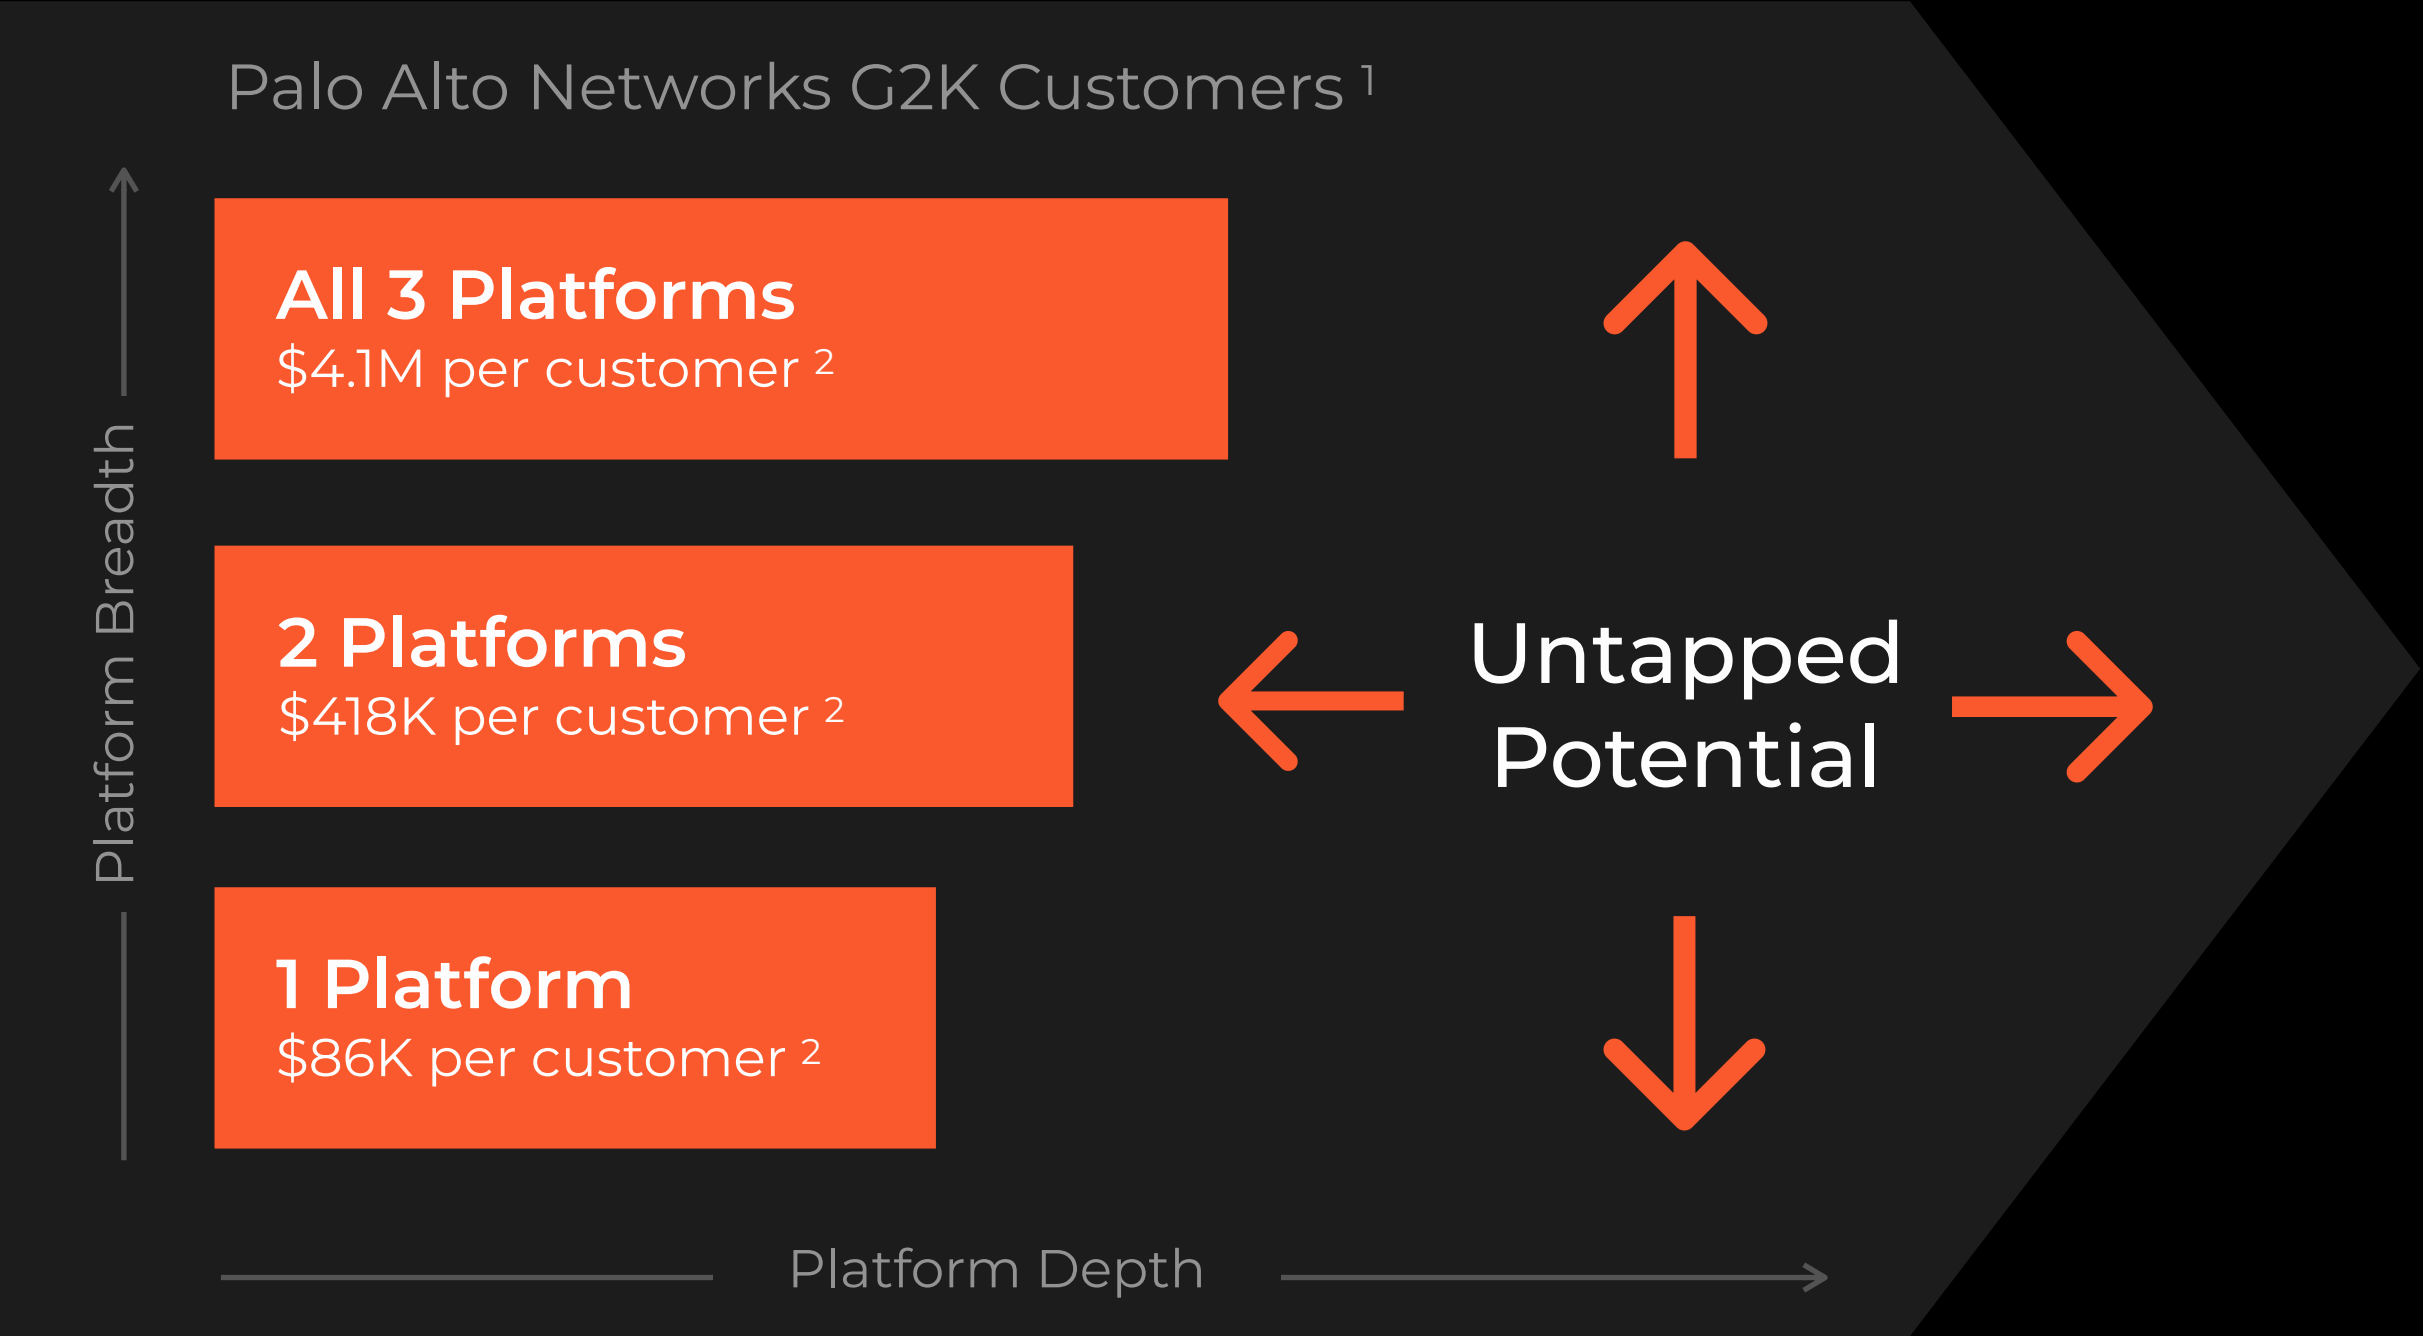 Palo Alto Networks G2K Customers 1
All 3 Platforms
$4.1M per customer 2
2 Platforms
$418K per customer 2
1 Platform
$86K per customer 2
Platform Breadth
Untapped
Potential
Platform Depth